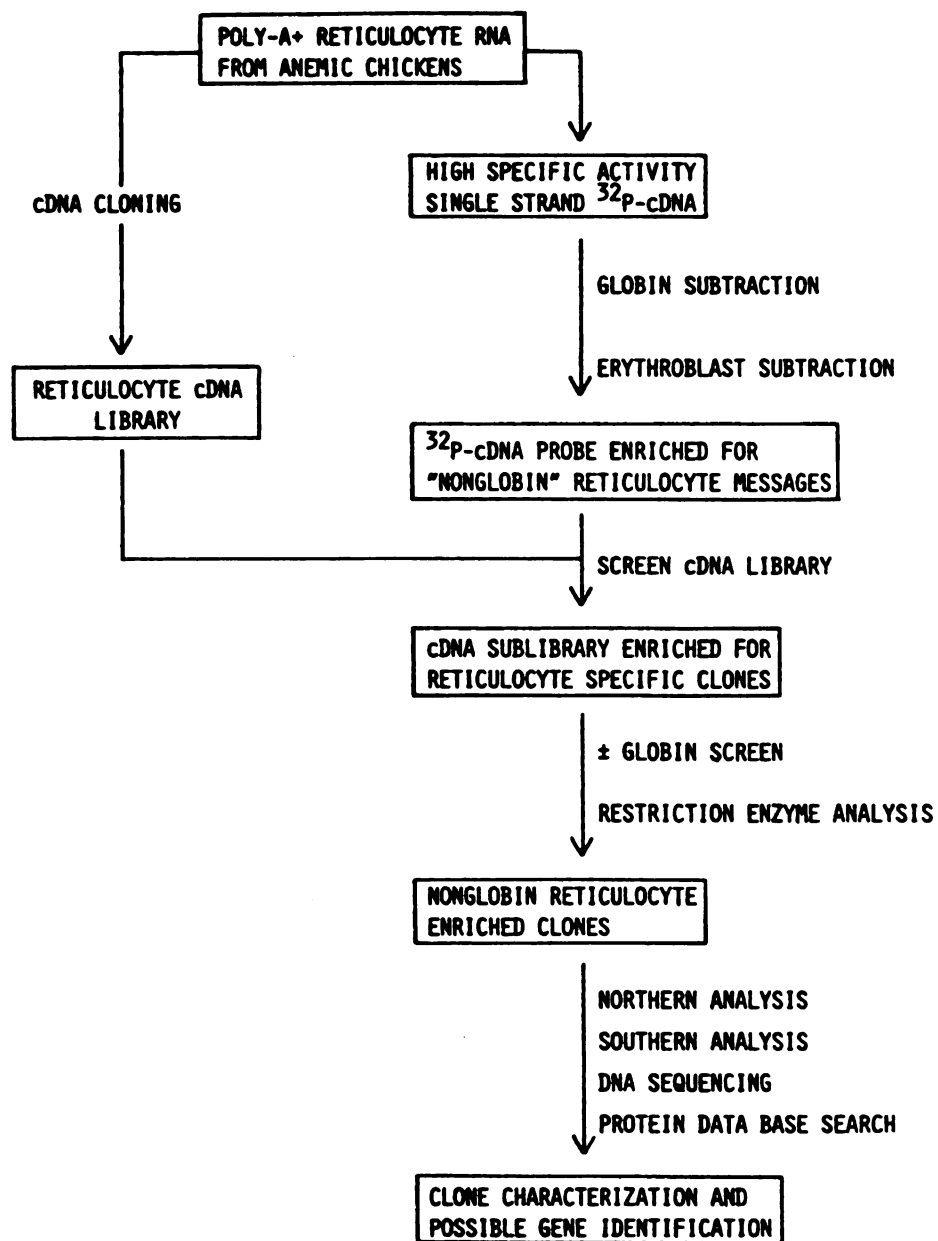 POLY-A+ RETICULOCYTE RNA
FROM ANEMIC CHICKENS
HIGH SPECIFIC ACTIVITY
SINGLE STRAND 32P-cDNA
cDNA CLONING
GLOBIN SUBTRACTION
ERYTHROBLAST SUBTRACTION
RETICULOCYTE cDNA
LIBRARY
32P-cDNA PROBE ENRICHED FOR
"NONGLOBIN" RETICULOCYTE MESSAGES
SCREEN cDNA LIBRARY
cDNA SUBLIBRARY ENRICHED FOR
RETICULOCYTE SPECIFIC CLONES
± GLOBIN SCREEN
RESTRICTION ENZYME ANALYSIS
NONGLOBIN RETICULOCYTE
ENRICHED CLONES
NORTHERN ANALYSIS
SOUTHERN ANALYSIS
DNA SEQUENCING
PROTEIN DATA BASE SEARCH
CLONE CHARACTERIZATION AND
POSSIBLE GENE IDENTIFICATION